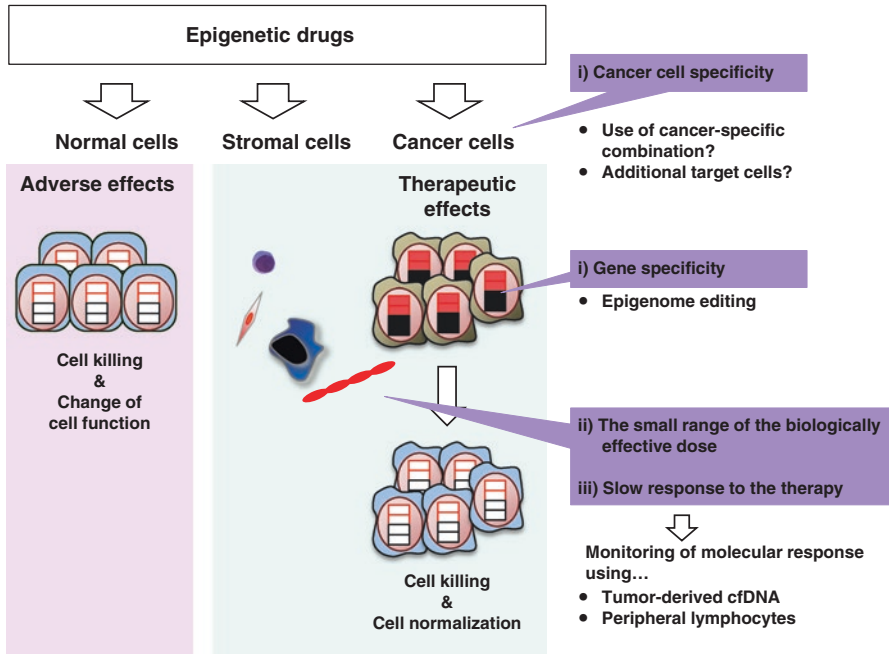 Epigenetic drugs
Normal cells
Stromal cells
Cancer cells
Adverse effects
Cell killing
&
Change of
cell function
Therapeutic
effects
Cell killing
&
Cell normalization
i) Cancer cell specificity
• Use of cancer-specific
combination?
• Additional target cells?
i) Gene specificity
• Epigenome editing
ii) The small range of the biologically
effective dose
iii) Slow response to the therapy
Monitoring of molecular response
using...
• Tumor-derived cfDNA
• Peripheral lymphocytes